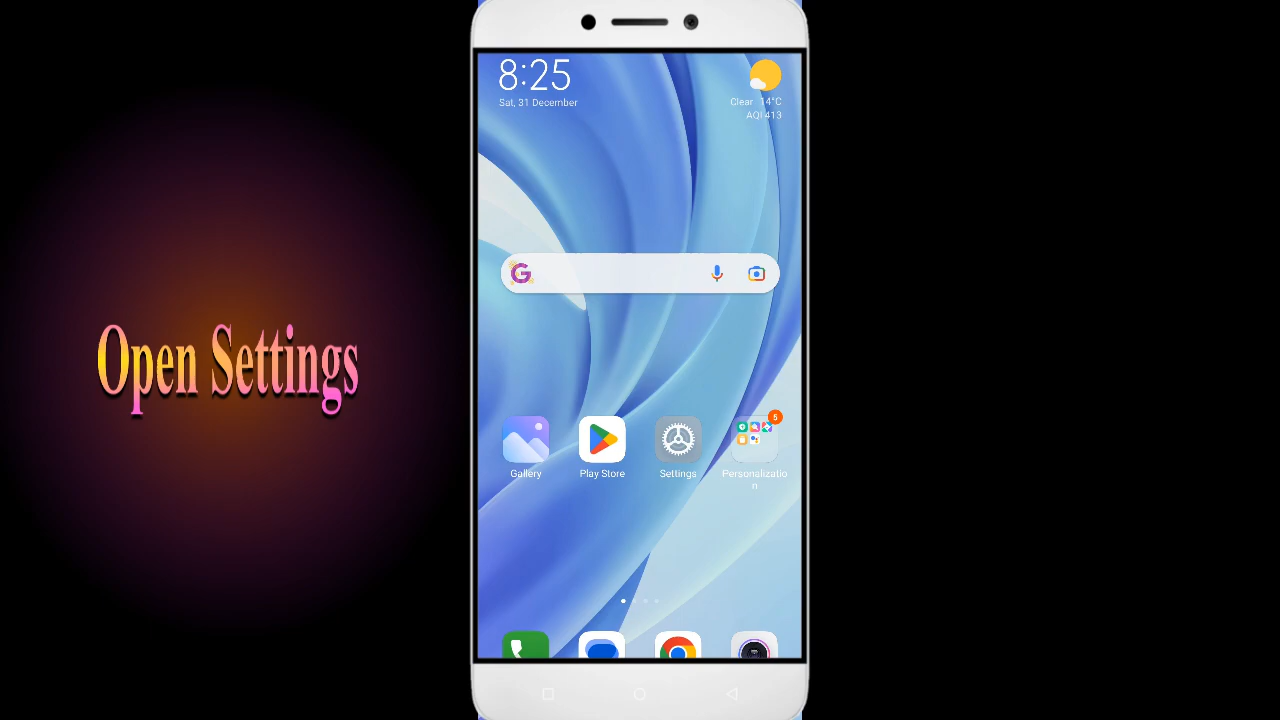 8:25
Sat, 31 December
Clear 14°C
AQI 413
G
Open Settings
5
Gallery
Play Store
Settings
Personalizatio
n